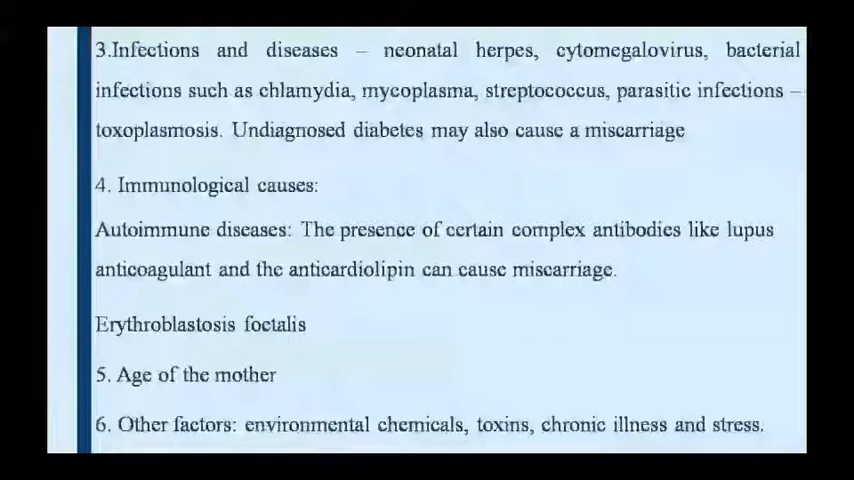 3.Infections and diseases – neonatal herpes, cytomegalovirus, bacterial
infections such as chlamydia, mycoplasma, streptococcus, parasitic infections –
toxoplasmosis. Undiagnosed diabetes may also cause a miscarriage
4. Immunological causes:
Autoimmune diseases: The presence of certain complex antibodies like lupus
anticoagulant and the anticardiolipin can cause miscarriage.
Erythroblastosis foetalis
5. Age of the mother
6. Other factors: environmental chemicals, toxins, chronic illness and stress.